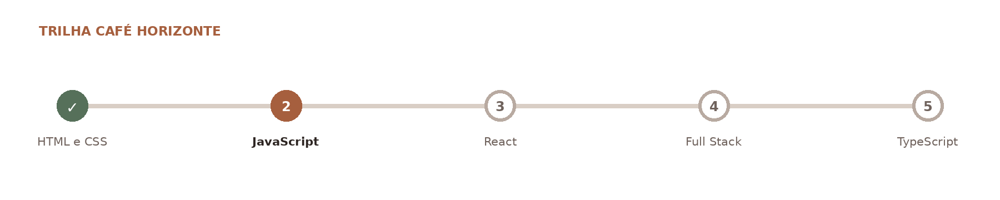 TRILHA CAFÉ HORIZONTE
✓ 2 3 4 5
HTML e CSS JavaScript React Full Stack TypeScript